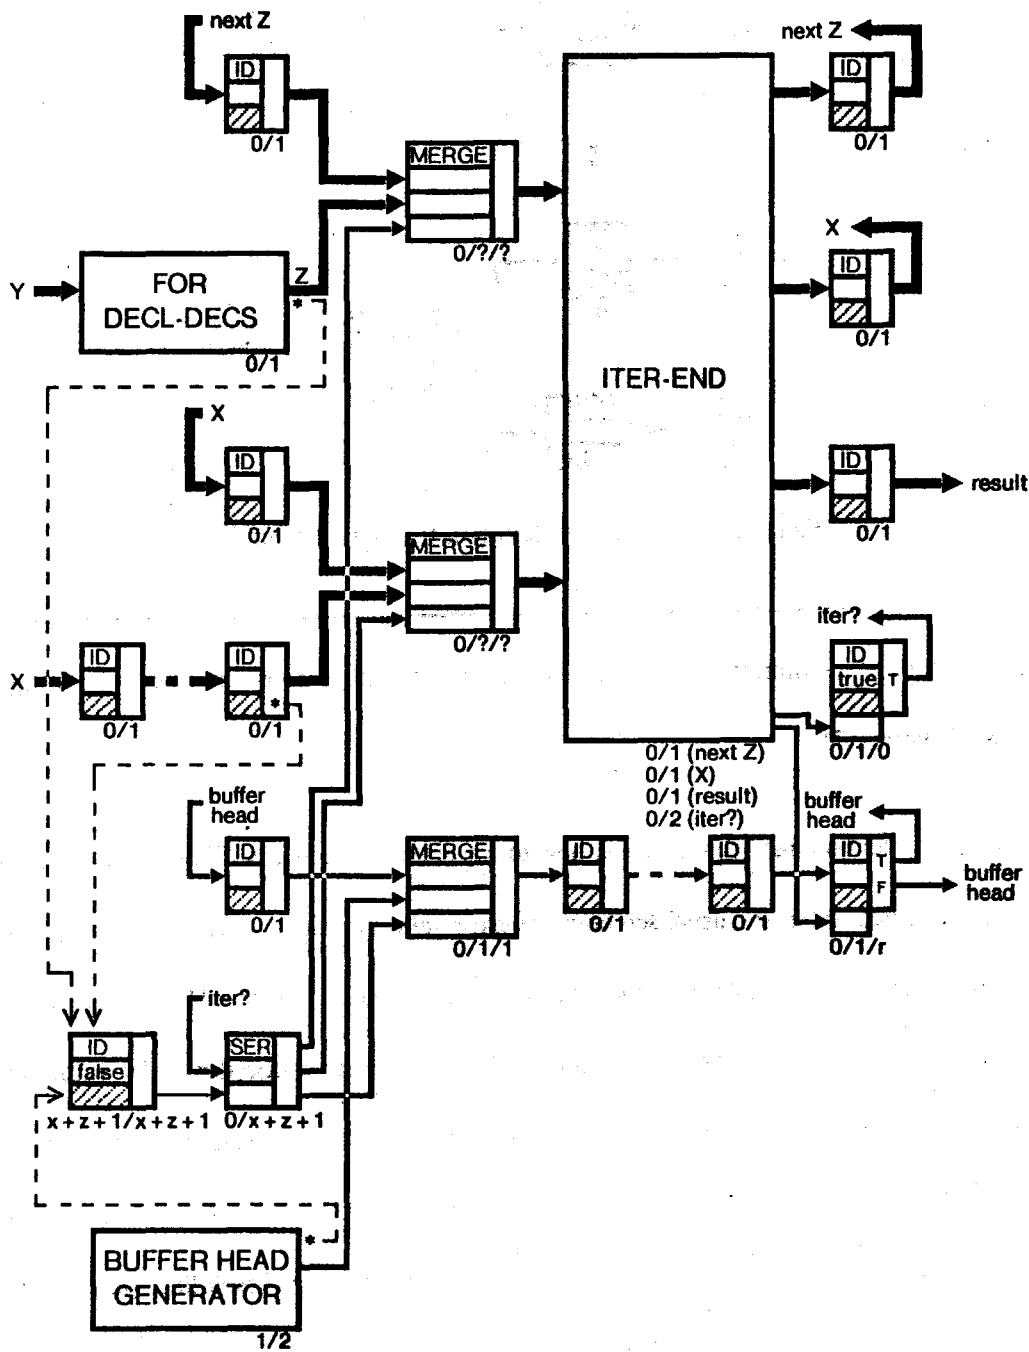 next Z
ID
0/1
next Z
ID
0/1
MERGE
0/?/?
X
ID
0/1
Y
FOR
DECL-DECS
Z
*
0/1
ITER-END
X
ID
0/1
ID
0/1
result
MERGE
0/?/?
iter?
ID
true
T
0/1/0
X
ID
0/1
ID
*
0/1
0/1 (next Z)
0/1 (X)
0/1 (result)
0/2 (iter?)
buffer
head
ID
0/1
MERGE
0/1/1
ID
0/1
ID
0/1
buffer
head
ID
T
F
0/1/r
buffer
head
iter?
ID
false
x+z+1/x+z+1
SER
0/x+z+1
*
BUFFER HEAD
GENERATOR
1/2